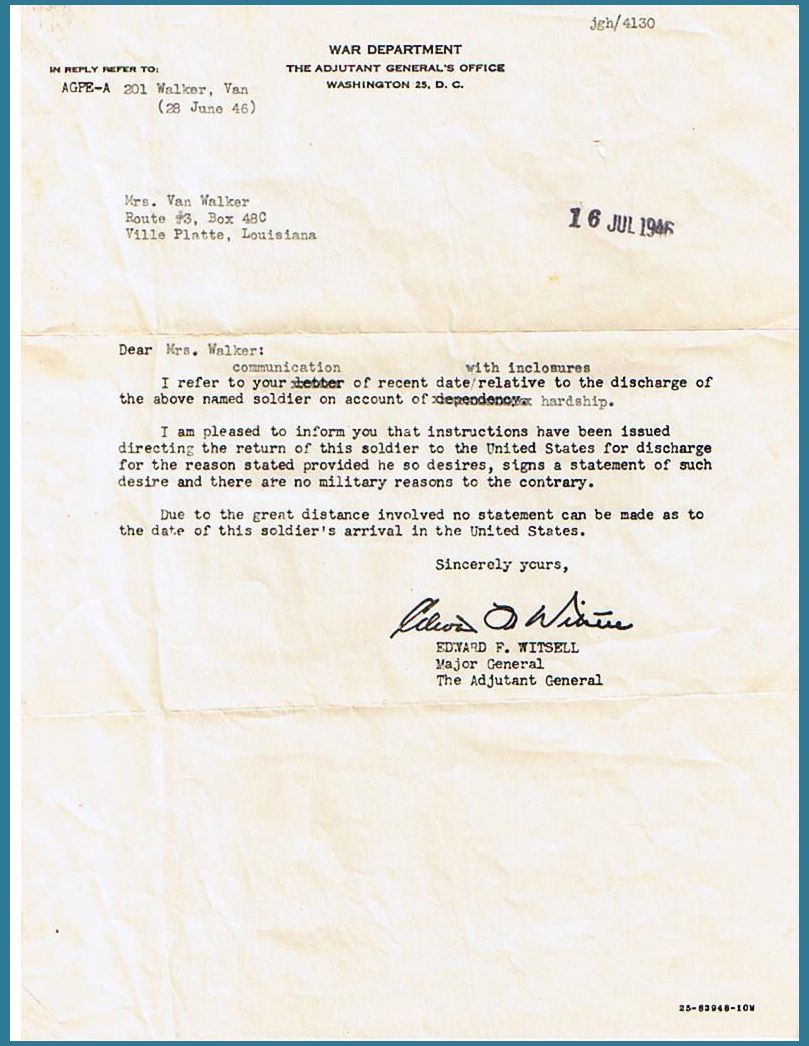 jgh/4130
WAR DEPARTMENT
THE ADJUTANT GENERAL'S OFFICE
WASHINGTON 25, D. C.
IN REPLY REFER TO:
AGPE-A 201 Walker, Van
(28 June 46)
Mrs. Van Walker
Route #3, Box 48C
Ville Platte, Louisiana
16 JUL 1946
Dear Mrs. Walker:
communication with inclosures
I refer to your letter of recent date/relative to the discharge of
the above named soldier on account of dependency. hardship.
I am pleased to inform you that instructions have been issued
directing the return of this soldier to the United States for discharge
for the reason stated provided he so desires, signs a statement of such
desire and there are no military reasons to the contrary.
Due to the great distance involved no statement can be made as to
the date of this soldier's arrival in the United States.
Sincerely yours,
EDWARD F. WITSELL
Major General
The Adjutant General
25-83948-10M